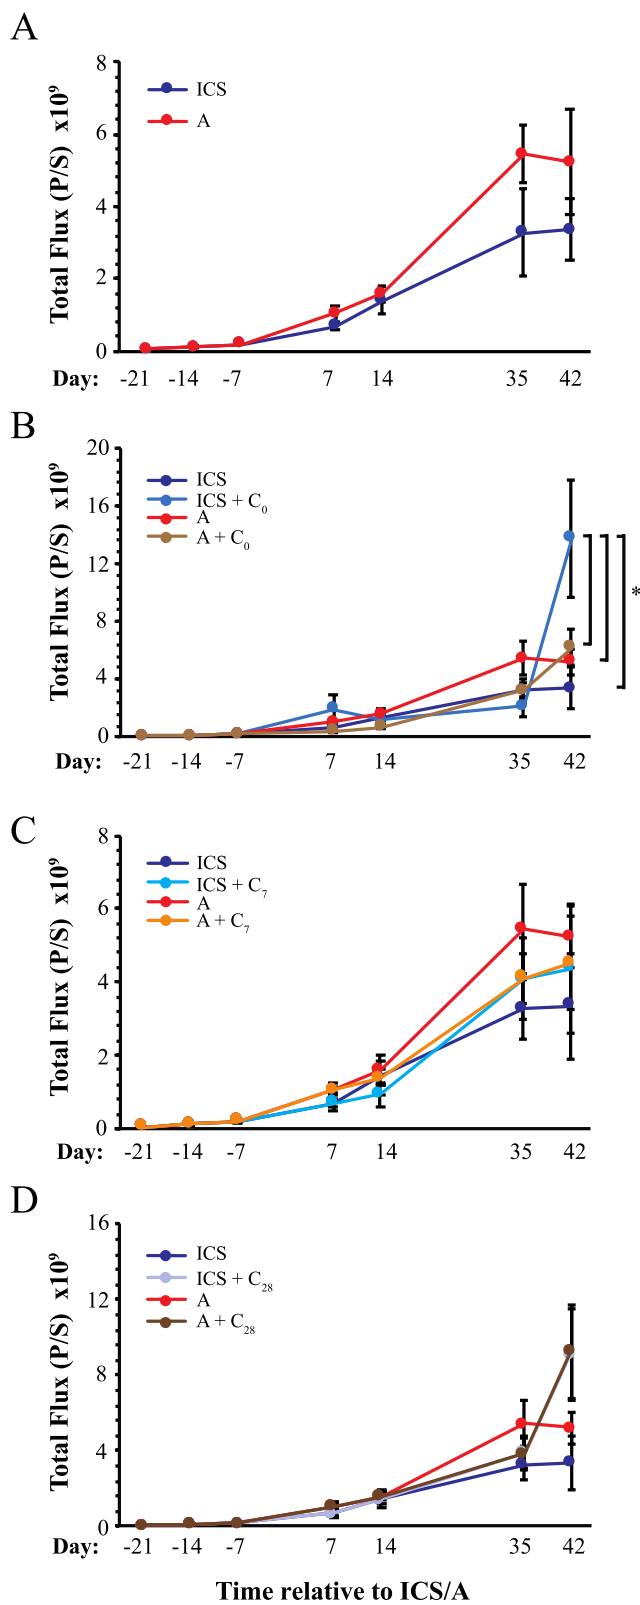 A
Total Flux (P/S) x10⁹
8
6
4
2
0
ICS
A
Day: -21 -14 -7 7 14 35 42
B
Total Flux (P/S) x10⁹
20
16
12
8
4
0
ICS
ICS + C₀
A
A + C₀
*
Day: -21 -14 -7 7 14 35 42
C
Total Flux (P/S) x10⁹
8
6
4
2
0
ICS
ICS + C₇
A
A + C₇
Day: -21 -14 -7 7 14 35 42
D
Total Flux (P/S) x10⁹
16
12
8
4
0
ICS
ICS + C₂₈
A
A + C₂₈
Day: -21 -14 -7 7 14 35 42
Time relative to ICS/A